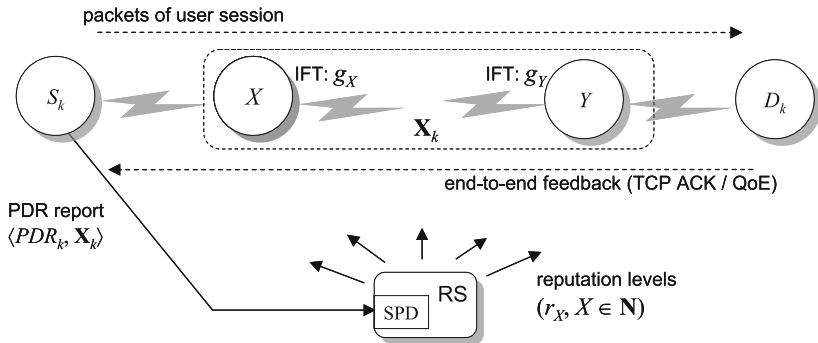 packets of user session
IFT: g_X IFT: g_Y
S_k X Y D_k
X_k
end-to-end feedback (TCP ACK / QoE)
PDR report
⟨PDR_k, X_k⟩
RS
SPD
reputation levels
(r_X, X ∈ N)